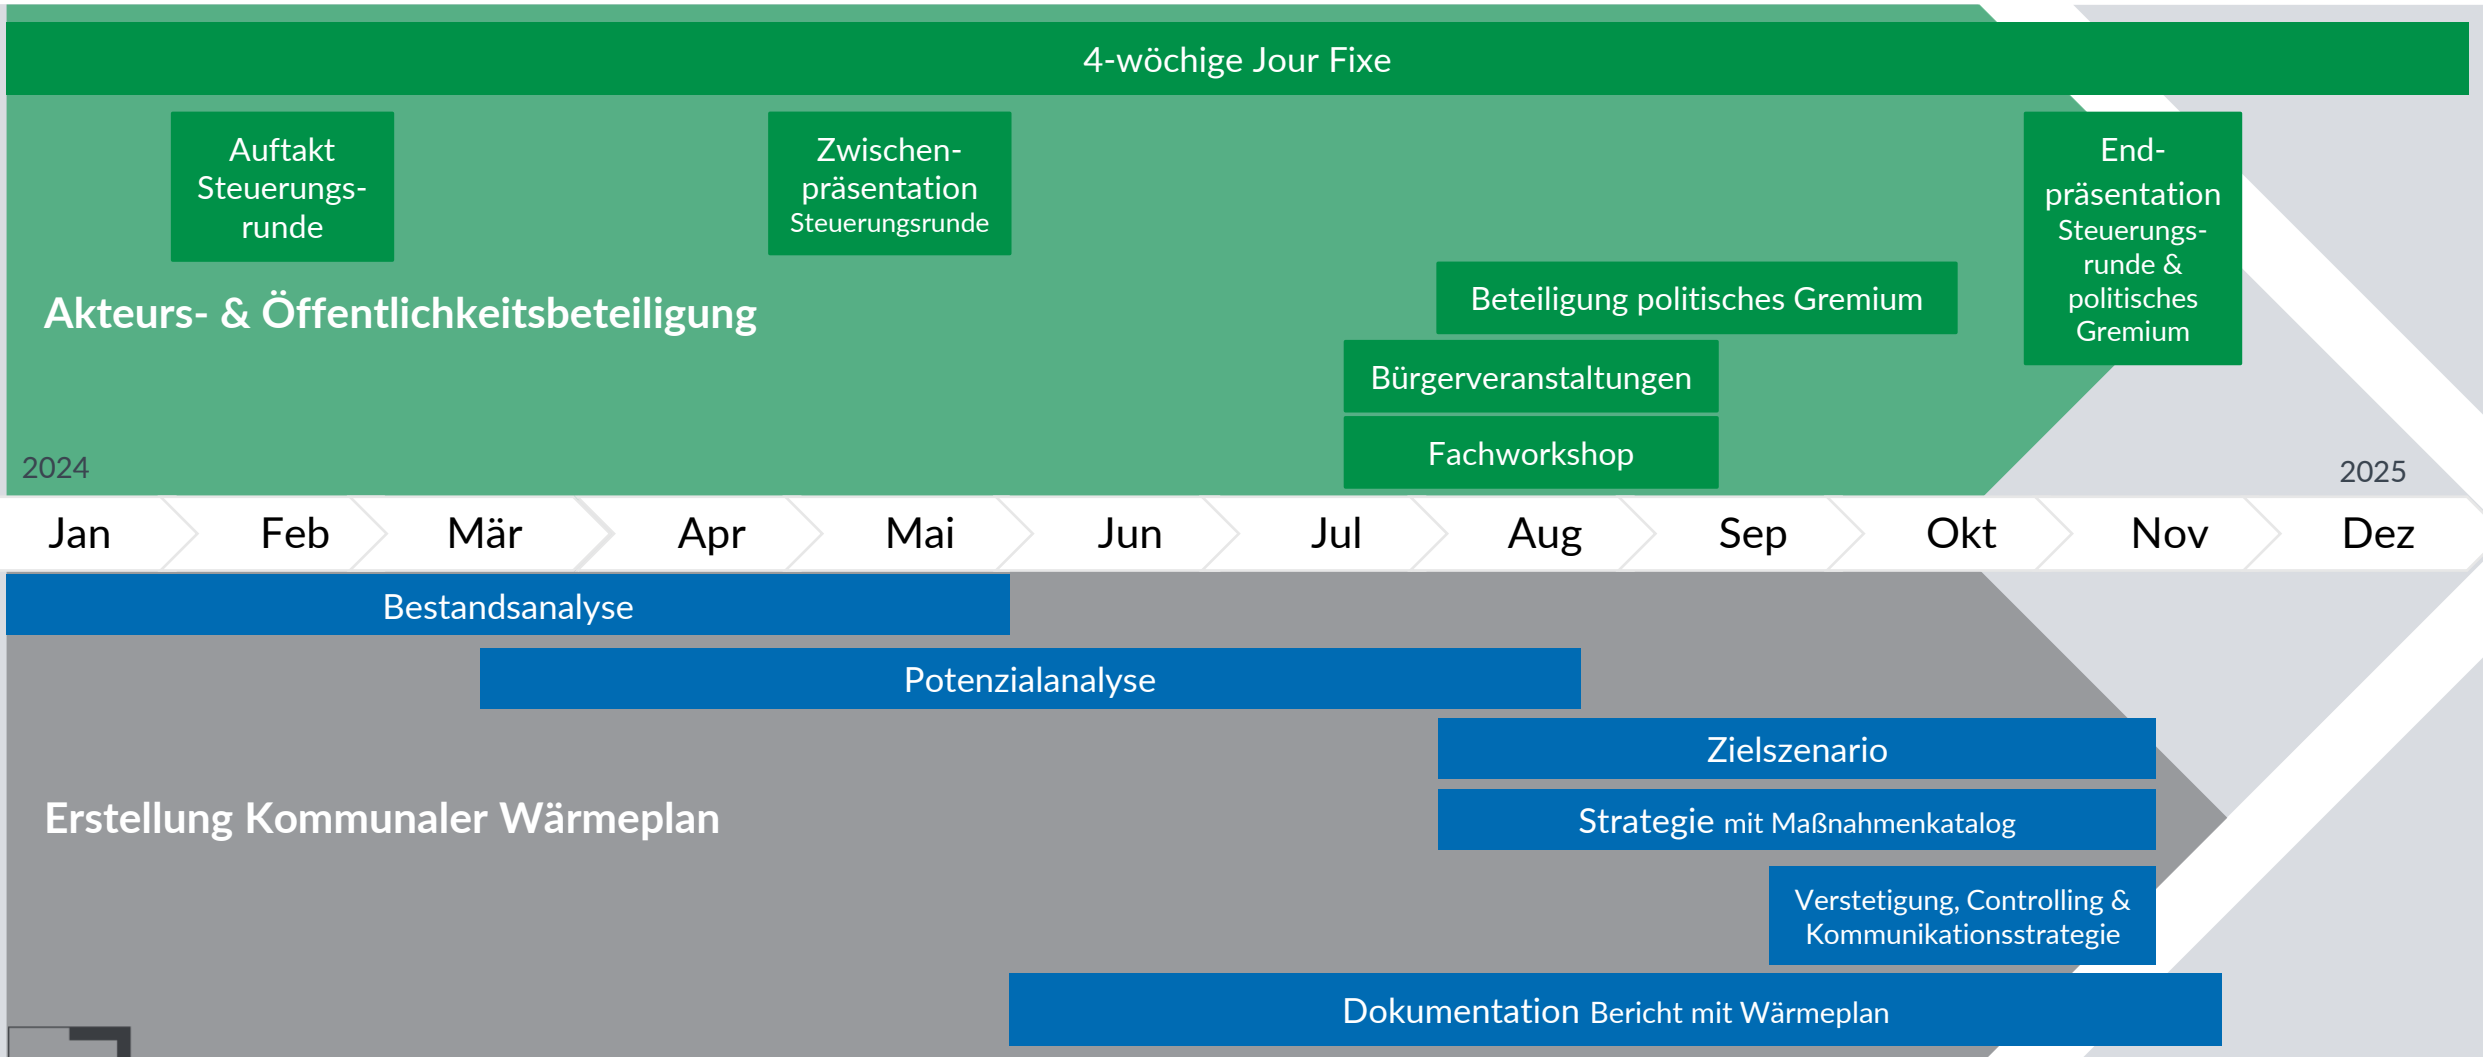 4-wöchige Jour Fixe
Auftakt
Steuerungs-
runde
Zwischen-
präsentation
Steuerungsrunde
End-
präsentation
Steuerungs-
runde &
politisches
Gremium
Akteurs- & Öffentlichkeitsbeteiligung
Beteiligung politisches Gremium
Bürgerveranstaltungen
Fachworkshop
2024
2025
Jan Feb Mär Apr Mai Jun Jul Aug Sep Okt Nov Dez
Bestandsanalyse
Potenzialanalyse
Zielszenario
Erstellung Kommunaler Wärmeplan
Strategie mit Maßnahmenkatalog
Verstetigung, Controlling &
Kommunikationsstrategie
Dokumentation Bericht mit Wärmeplan